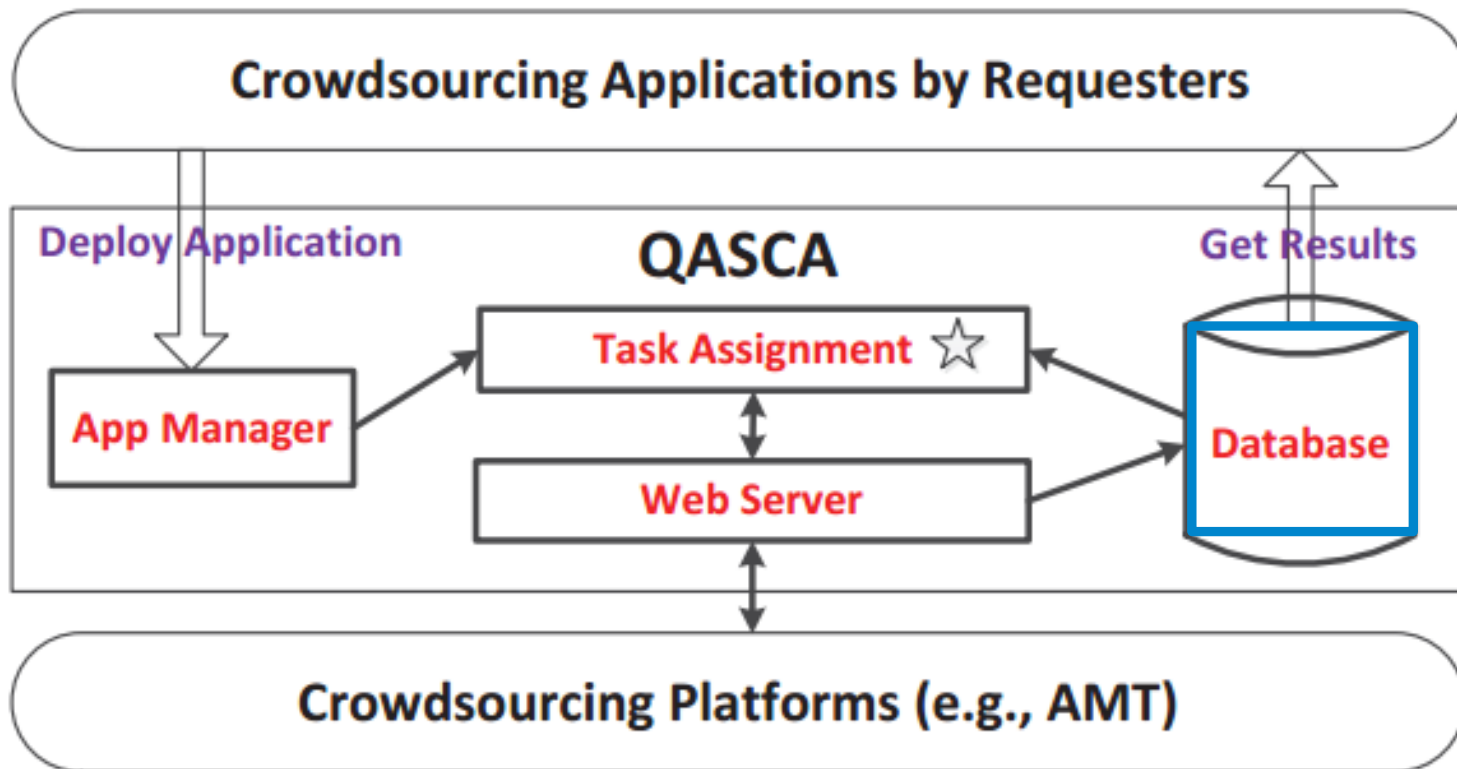 Crowdsourcing Applications by Requesters
Deploy Application
QASCA
Get Results
Task Assignment
App Manager
Database
Web Server
Crowdsourcing Platforms (e.g., AMT)